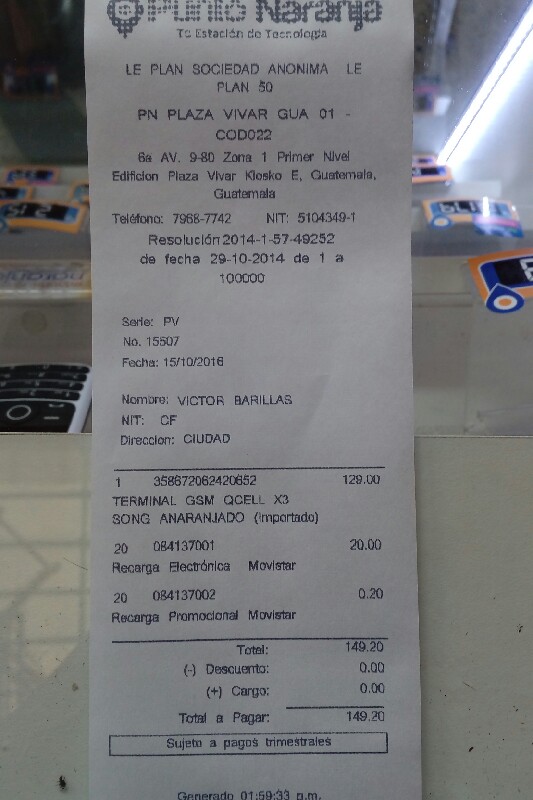 Punto Naranja
Tu Estación de Tecnología
LE PLAN SOCIEDAD ANONIMA LE
PLAN 50
PN PLAZA VIVAR GUA 01 -
COD022
6a AV. 9-80 Zona 1 Primer Nivel
Edificion Plaza Vivar Kiosko E, Guatemala,
Guatemala
Teléfono: 7968-7742 NIT: 5104349-1
Resolución 2014-1-57-49252
de fecha 29-10-2014 de 1 a
100000
Serie: PV
No. 15507
Fecha: 15/10/2016
Nombre: VICTOR BARILLAS
NIT: CF
Direccion: CIUDAD
1 358672062420652 129.00
TERMINAL GSM QCELL X3
SONG ANARANJADO (importado)
20 084137001 20.00
Recarga Electrónica Movistar
20 084137002 0.20
Recarga Promocional Movistar
Total: 149.20
(-) Descuento: 0.00
(+) Cargo: 0.00
Total a Pagar: 149.20
Sujeto a pagos trimestrales
Generado 01:59:33 p.m.